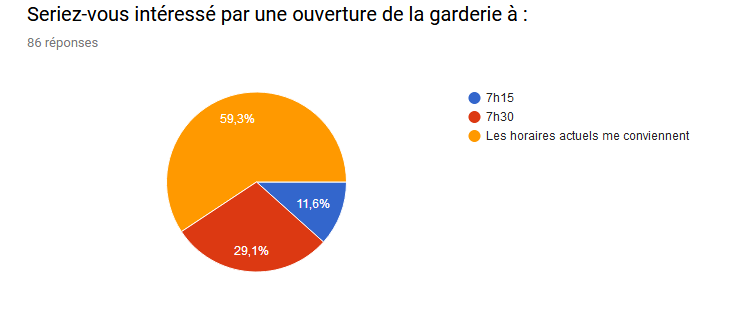 Seriez-vous intéressé par une ouverture de la garderie à :
86 réponses
59,3%
11,6%
29,1%
7h15
7h30
Les horaires actuels me conviennent